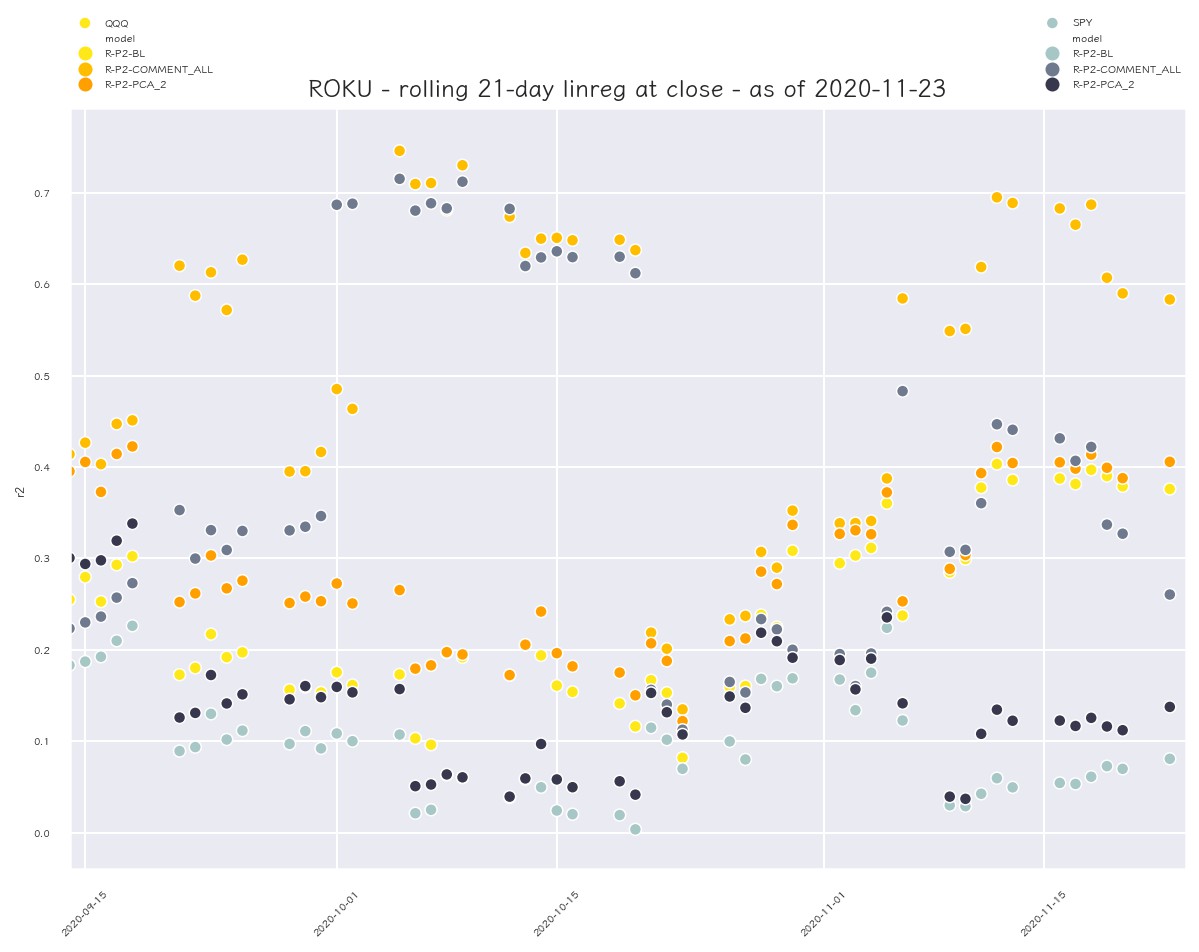 QQQ
model
R-P2-BL
R-P2-COMMENT_ALL
R-P2-PCA_2
SPY
model
R-P2-BL
R-P2-COMMENT_ALL
R-P2-PCA_2
ROKU - rolling 21-day linreg at close - as of 2020-11-23
0.7
0.6
0.5
0.4
0.3
0.2
0.1
0.0
r2
2020-09-15
2020-10-01
2020-10-15
2020-11-01
2020-11-15